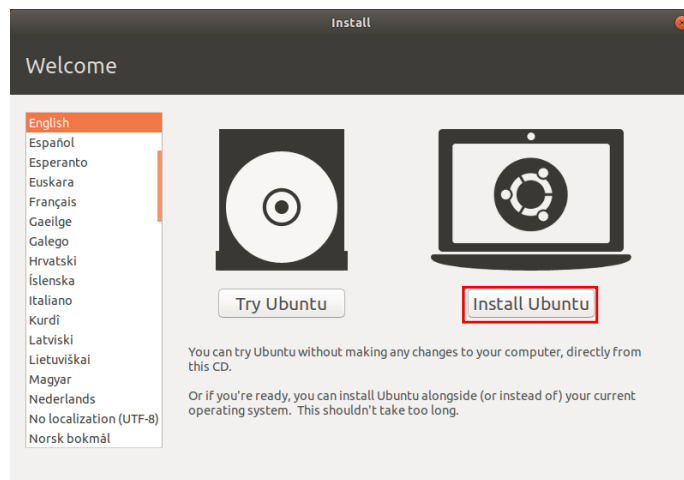 Install
Welcome
English
Español
Esperanto
Euskara
Français
Gaeilge
Galego
Hrvatski
Íslenska
Italiano
Kurdî
Latviski
Lietuviškai
Magyar
Nederlands
No localization (UTF-8)
Norsk bokmål
Try Ubuntu
Install Ubuntu
You can try Ubuntu without making any changes to your computer, directly from
this CD.
Or if you're ready, you can install Ubuntu alongside (or instead of) your current
operating system. This shouldn't take too long.